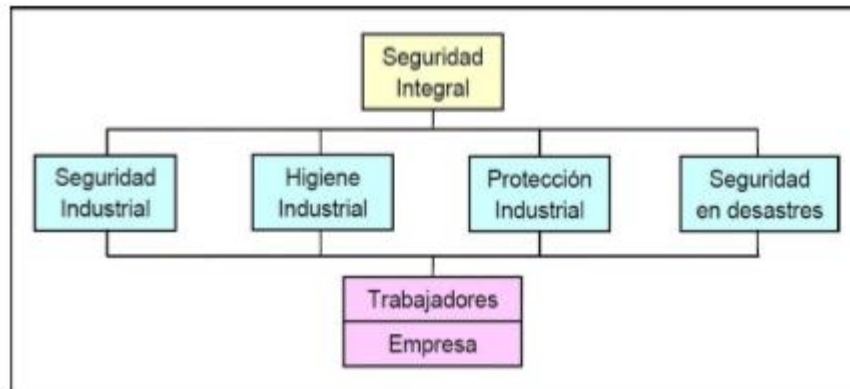 Seguridad
Integral
Seguridad
Industrial
Higiene
Industrial
Protección
Industrial
Seguridad
en desastres
Trabajadores
Empresa